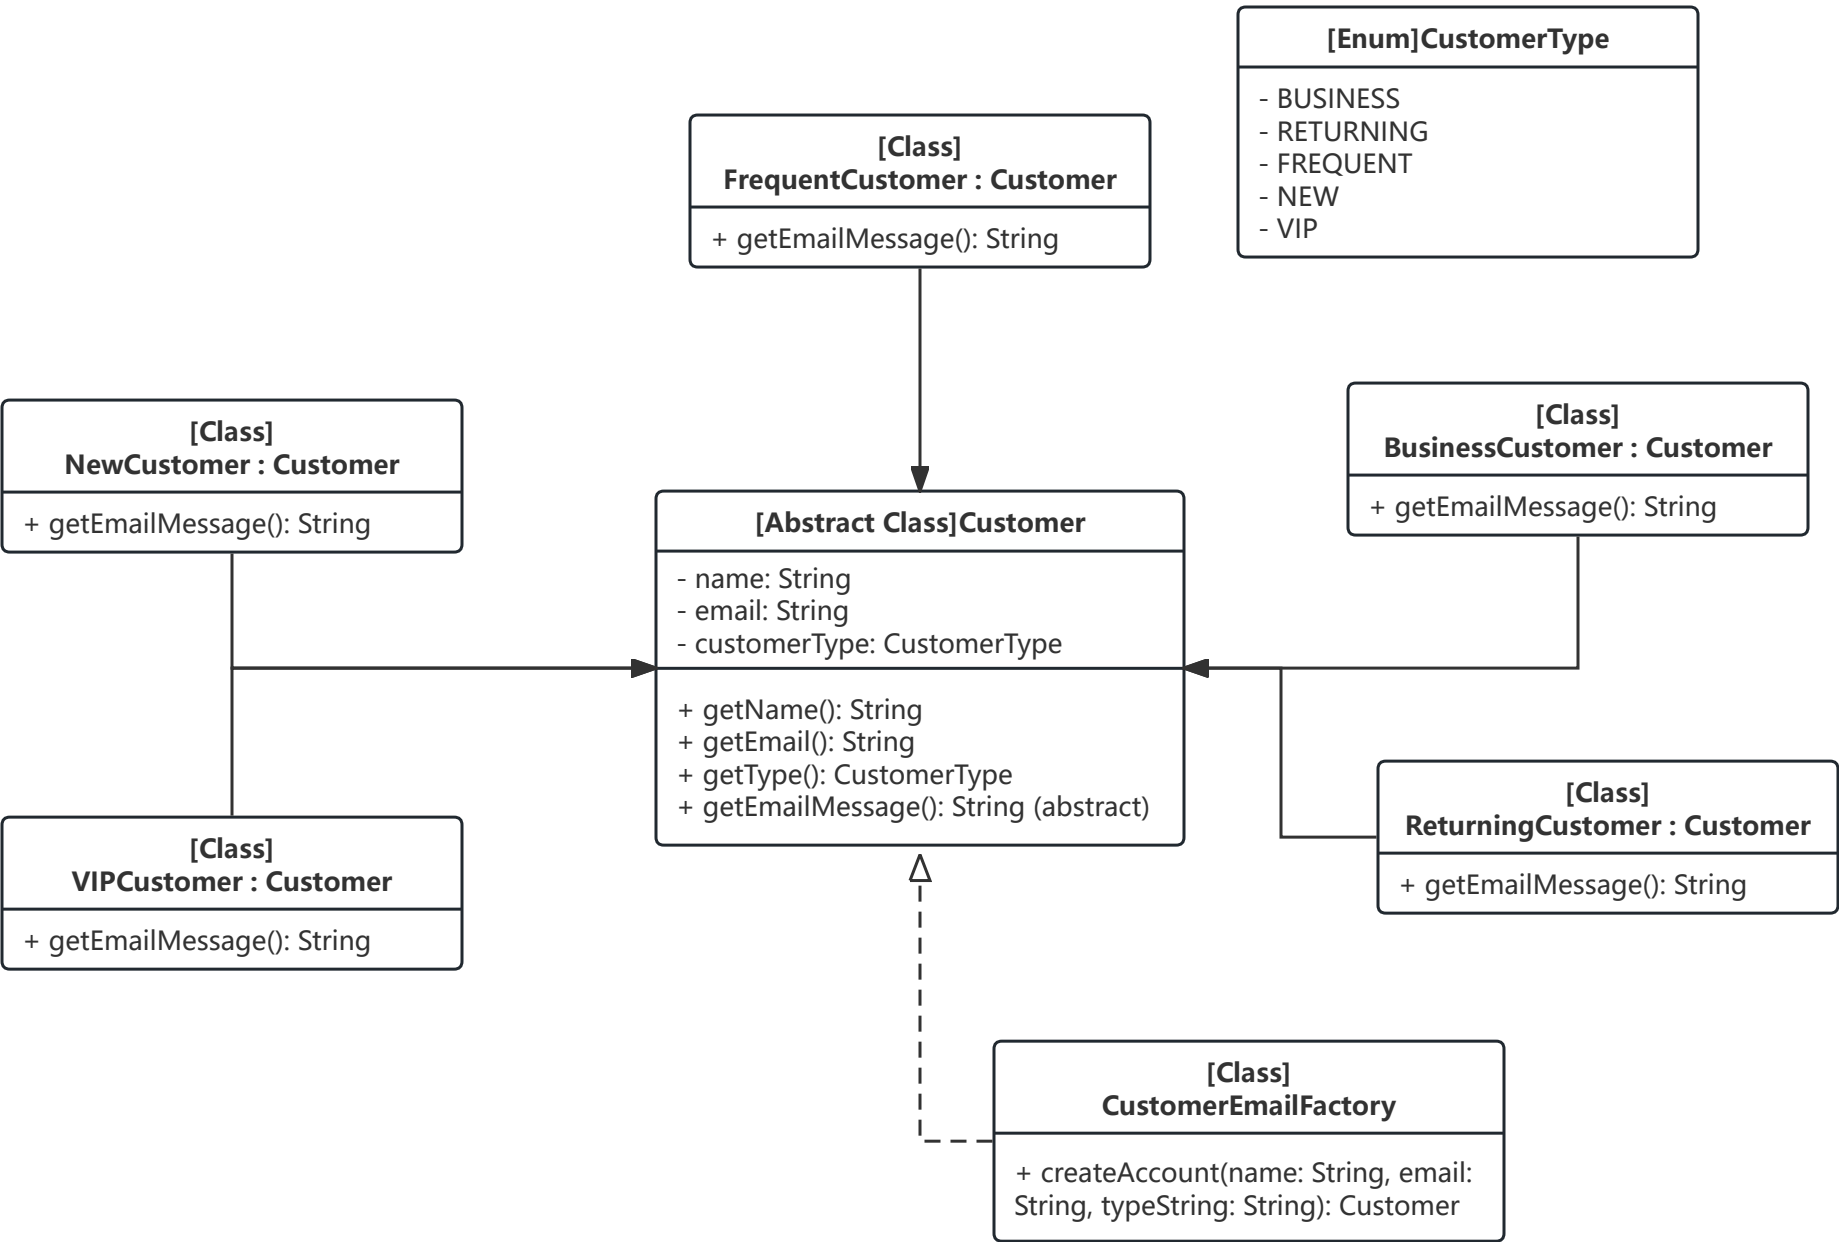 [Enum]CustomerType
- BUSINESS
- RETURNING
- FREQUENT
- NEW
- VIP
[Class]
FrequentCustomer : Customer
+ getEmailMessage(): String
[Class]
NewCustomer : Customer
+ getEmailMessage(): String
[Abstract Class]Customer
- name: String
- email: String
- customerType: CustomerType
+ getName(): String
+ getEmail(): String
+ getType(): CustomerType
+ getEmailMessage(): String (abstract)
[Class]
BusinessCustomer : Customer
+ getEmailMessage(): String
[Class]
VIPCustomer : Customer
+ getEmailMessage(): String
[Class]
ReturningCustomer : Customer
+ getEmailMessage(): String
[Class]
CustomerEmailFactory
+ createAccount(name: String, email:
String, typeString: String): Customer